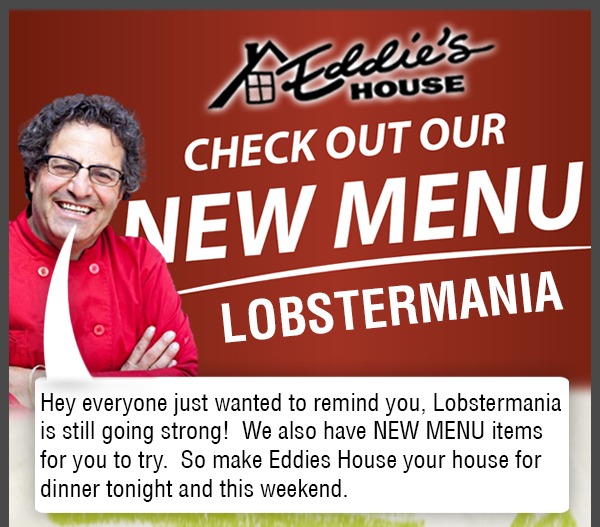 Eddie's
HOUSE
CHECK OUT OUR
NEW MENU
LOBSTERMANIA
Hey everyone just wanted to remind you, Lobstermania
is still going strong!  We also have NEW MENU items
for you to try.  So make Eddies House your house for
dinner tonight and this weekend.